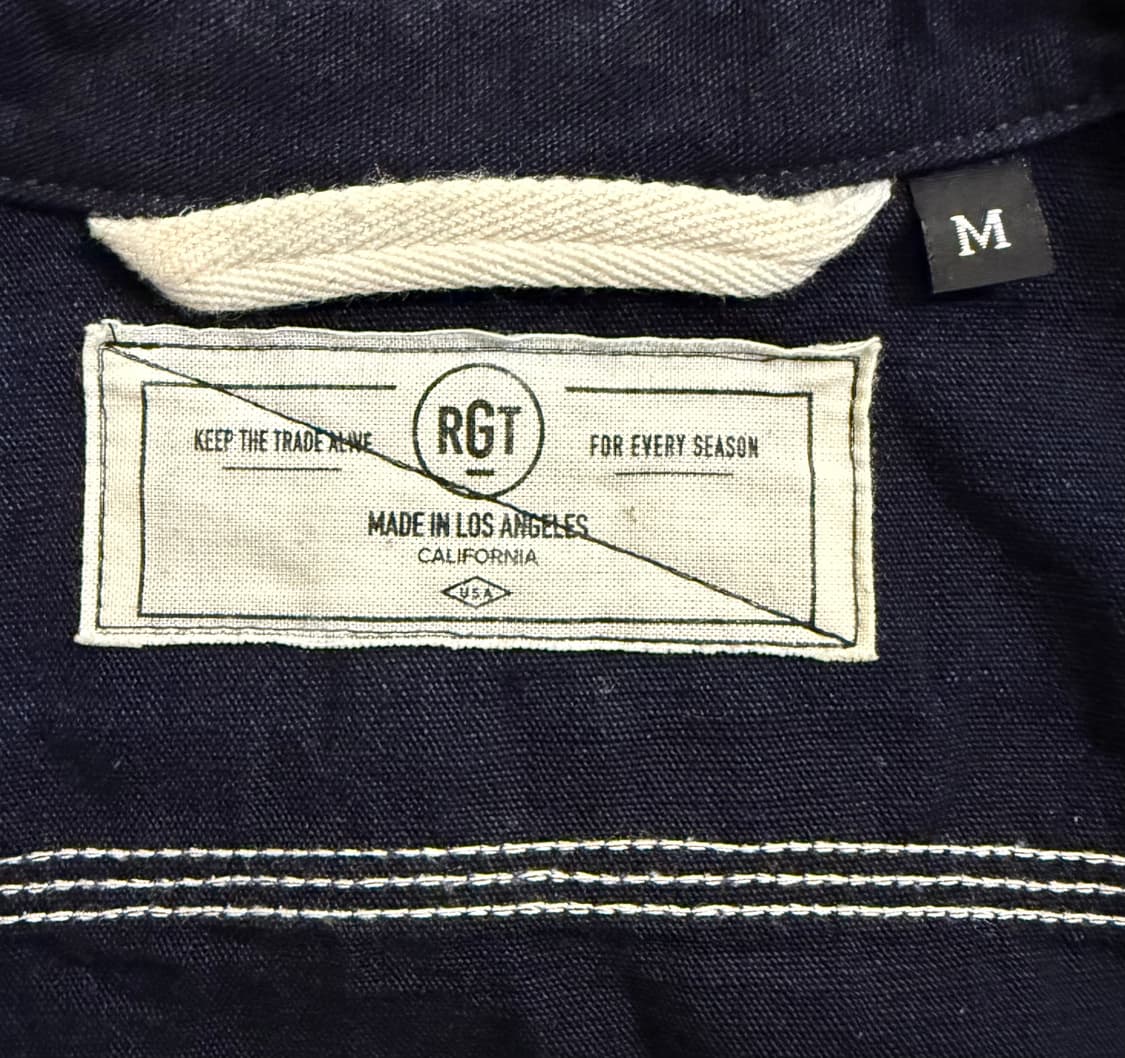 M
RGT
KEEP THE TRADE ALIVE
FOR EVERY SEASON
MADE IN LOS ANGELES
CALIFORNIA
USA